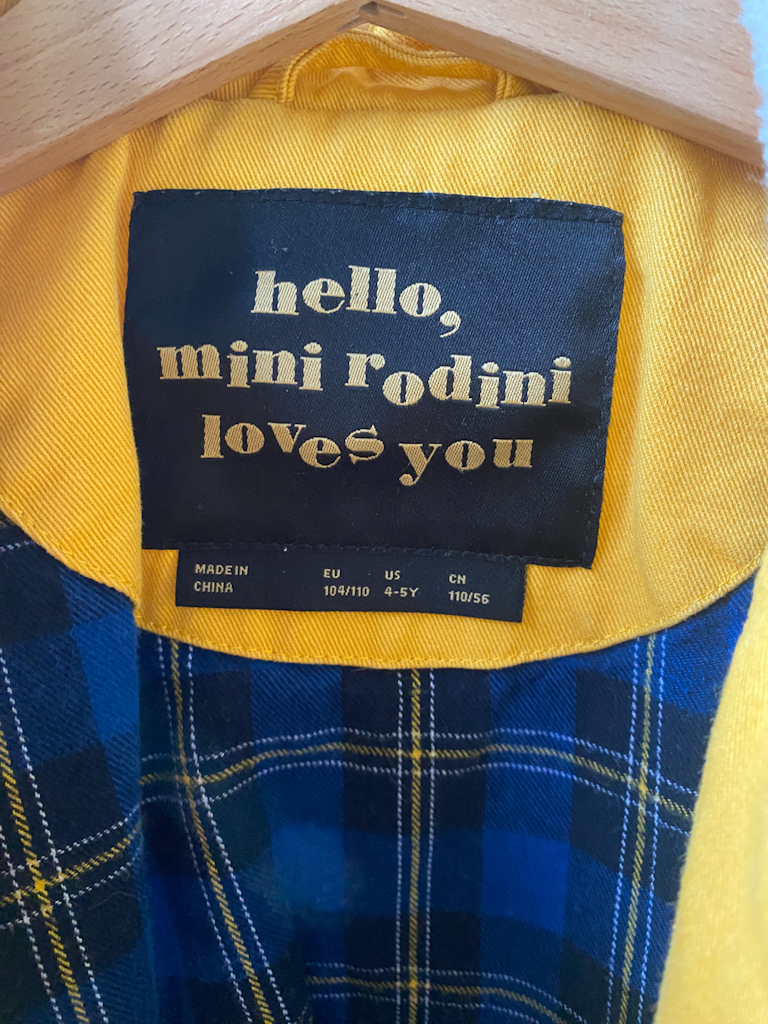 hello,
mini rodini
loves you
MADE IN EU US CN
CHINA 104/110 4-5Y 110/56